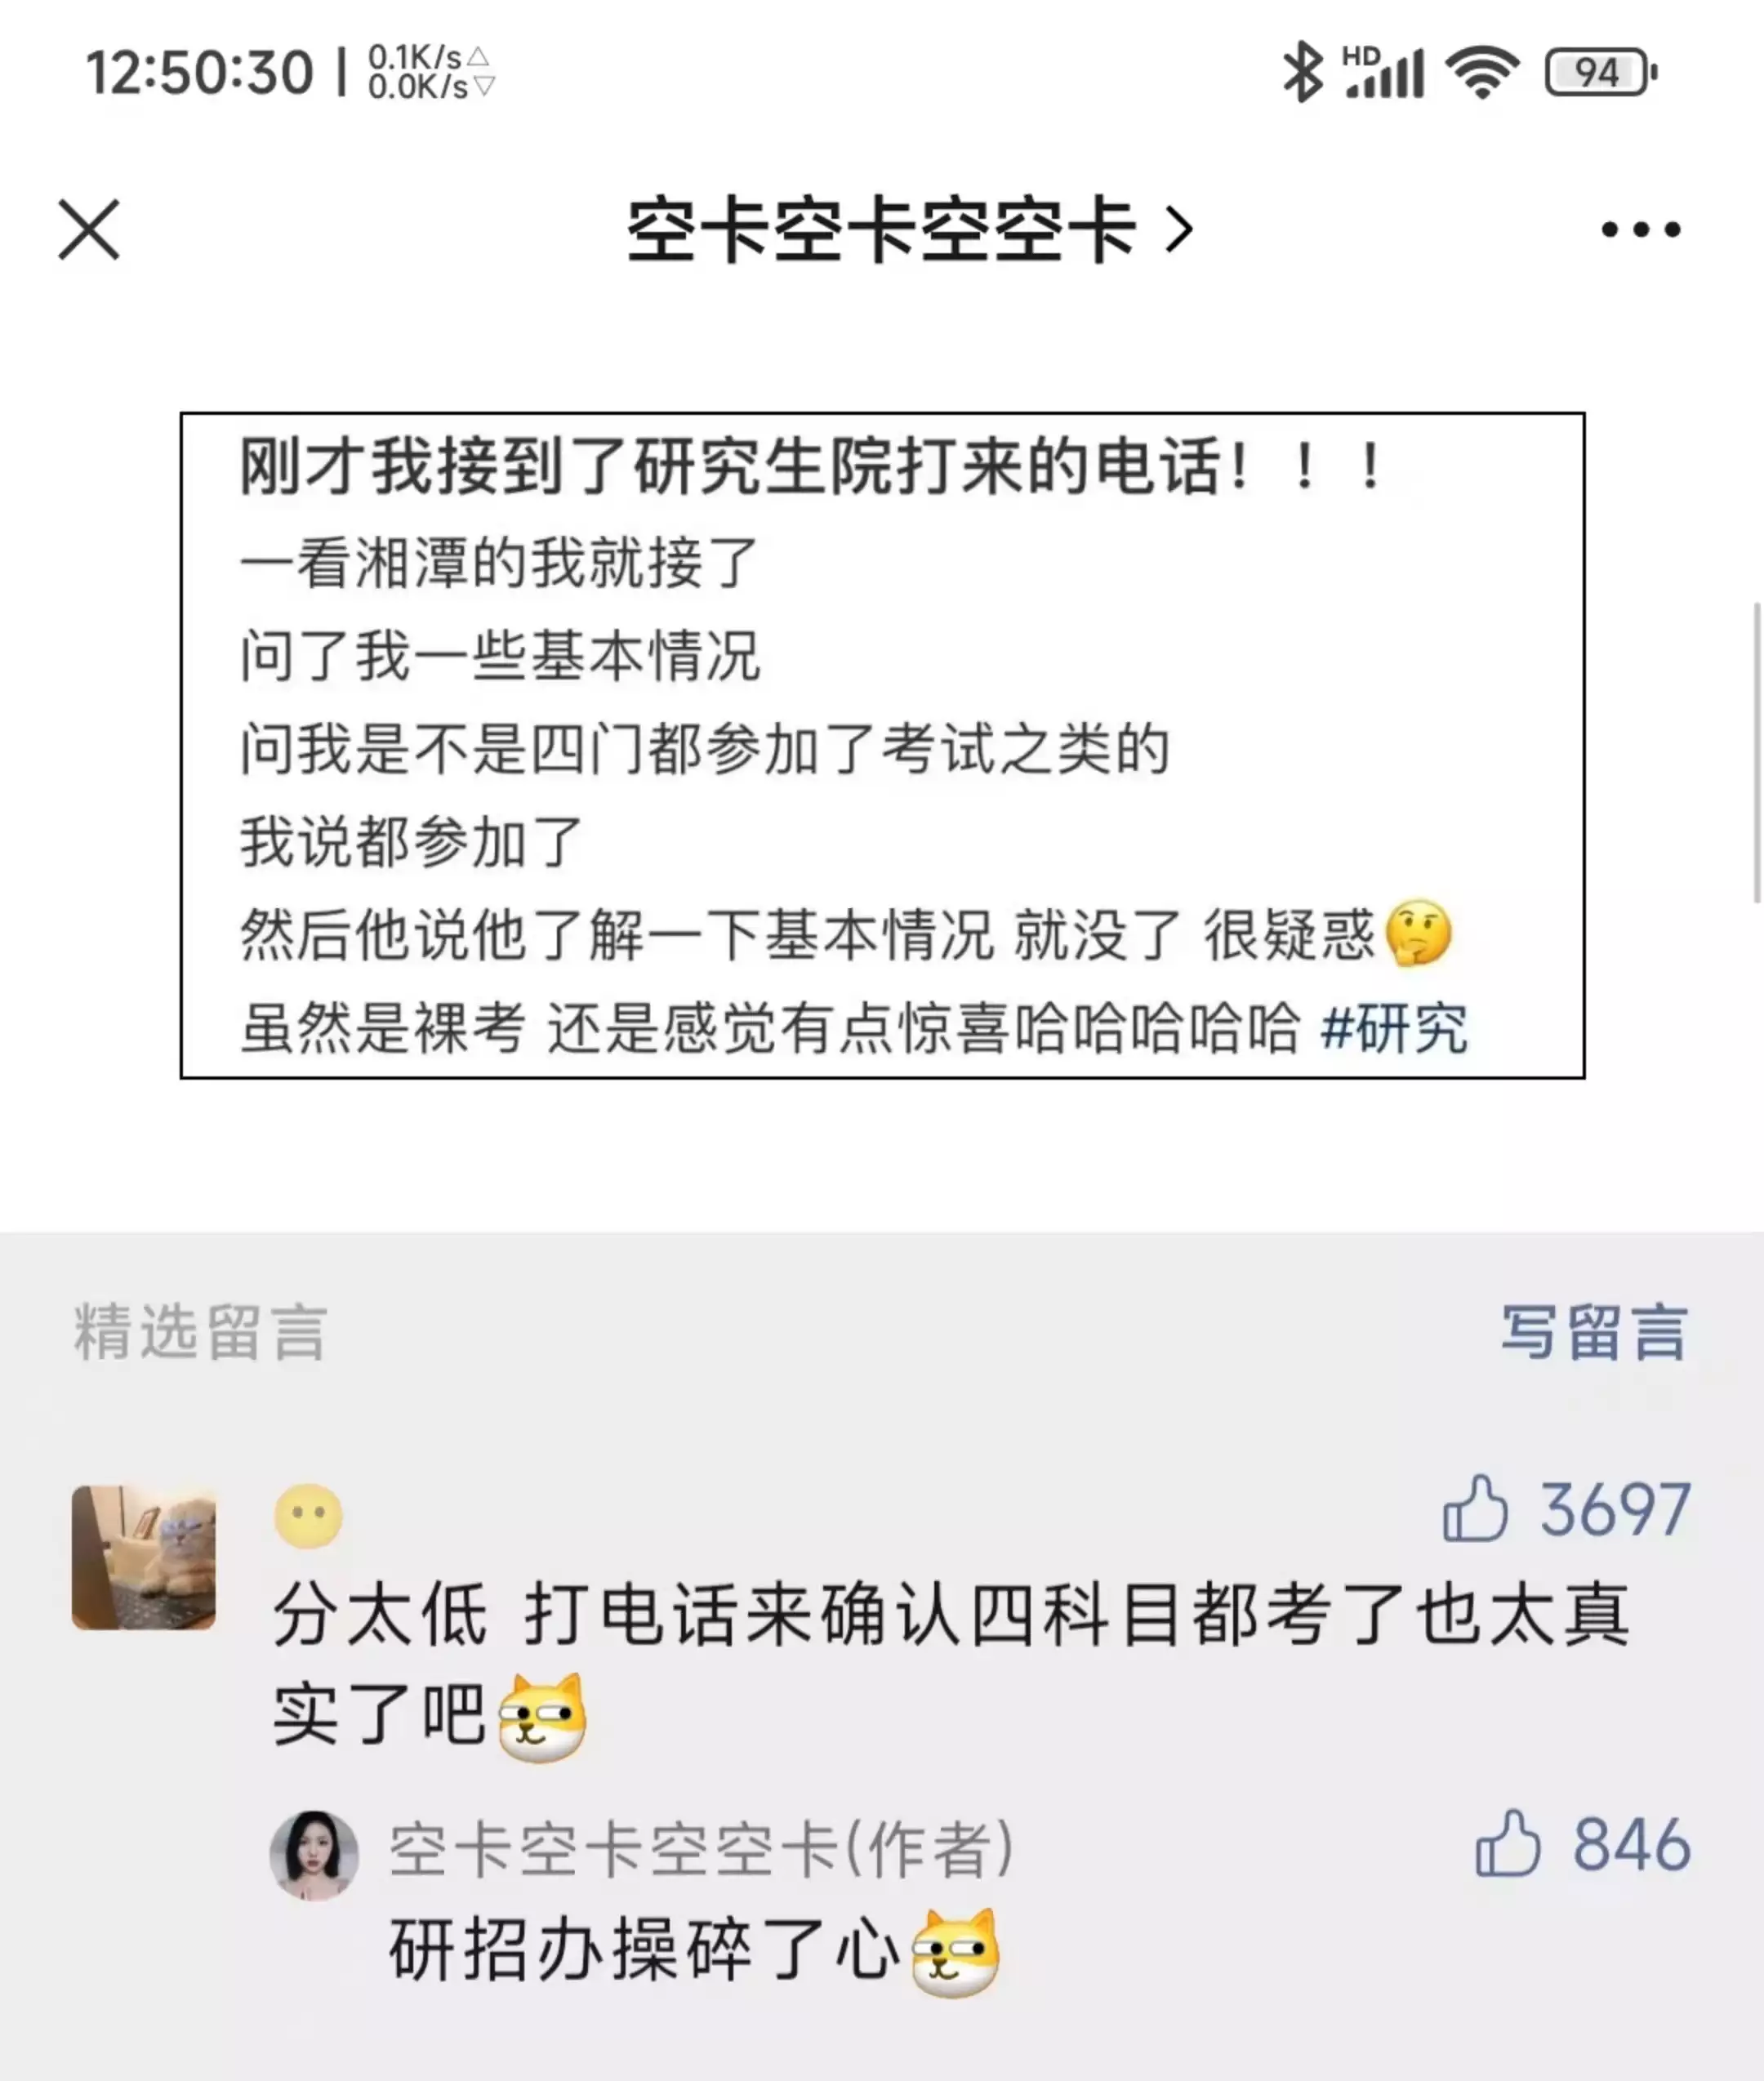 12:50:30 | 0.1K/s△
0.0K/s▽
HD
94
空卡空卡空空卡
刚才我接到了研究生院打来的电话！！！
一看湘潭的我就接了
问了我一些基本情况
问我是不是四门都参加了考试之类的
我说都参加了
然后他说他了解一下基本情况 就没了 很疑惑🤔
虽然是裸考 还是感觉有点惊喜哈哈哈哈哈 #研究
精选留言
写留言
3697
分太低 打电话来确认四科目都考了也太真
实了吧
空卡空卡空空卡(作者)
846
研招办操碎了心